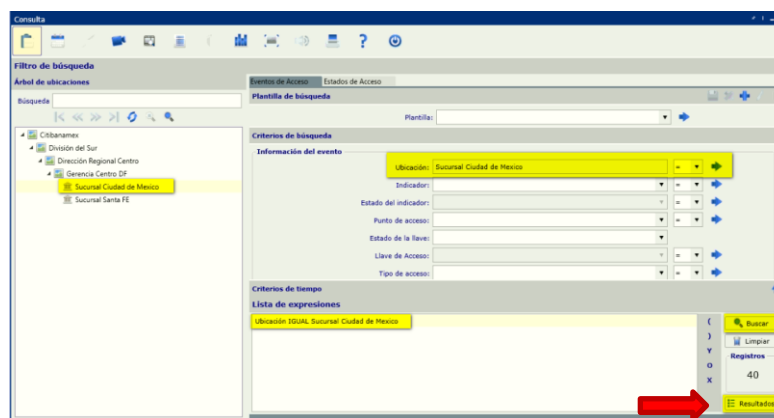 Consulta
Filtro de búsqueda
Árbol de ubicaciones
Búsqueda
Citibanamex
División del Sur
Dirección Regional Centro
Gerencia Centro DF
Sucursal Ciudad de Mexico
Sucursal Santa FE
Eventos de Acceso Estados de Acceso
Plantilla de búsqueda
Plantilla:
Criterios de búsqueda
Información del evento
Ubicación: Sucursal Ciudad de Mexico =
Indicador: =
Estado del indicador: =
Punto de acceso: =
Estado de la llave:
Llave de Acceso: =
Tipo de acceso: =
Criterios de tiempo
Lista de expresiones
Ubicación IGUAL Sucursal Ciudad de Mexico
(
)
Y
O
X
Buscar
Limpiar
Registros
40
Resultados